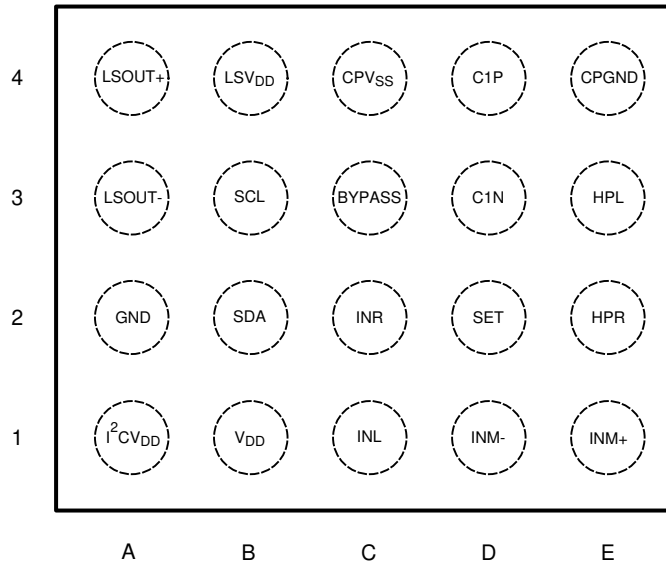 4 LSOUT+ LSVDD CPVSS C1P CPGND
3 LSOUT- SCL BYPASS C1N HPL
2 GND SDA INR SET HPR
1 I²CVDD VDD INL INM- INM+
A B C D E